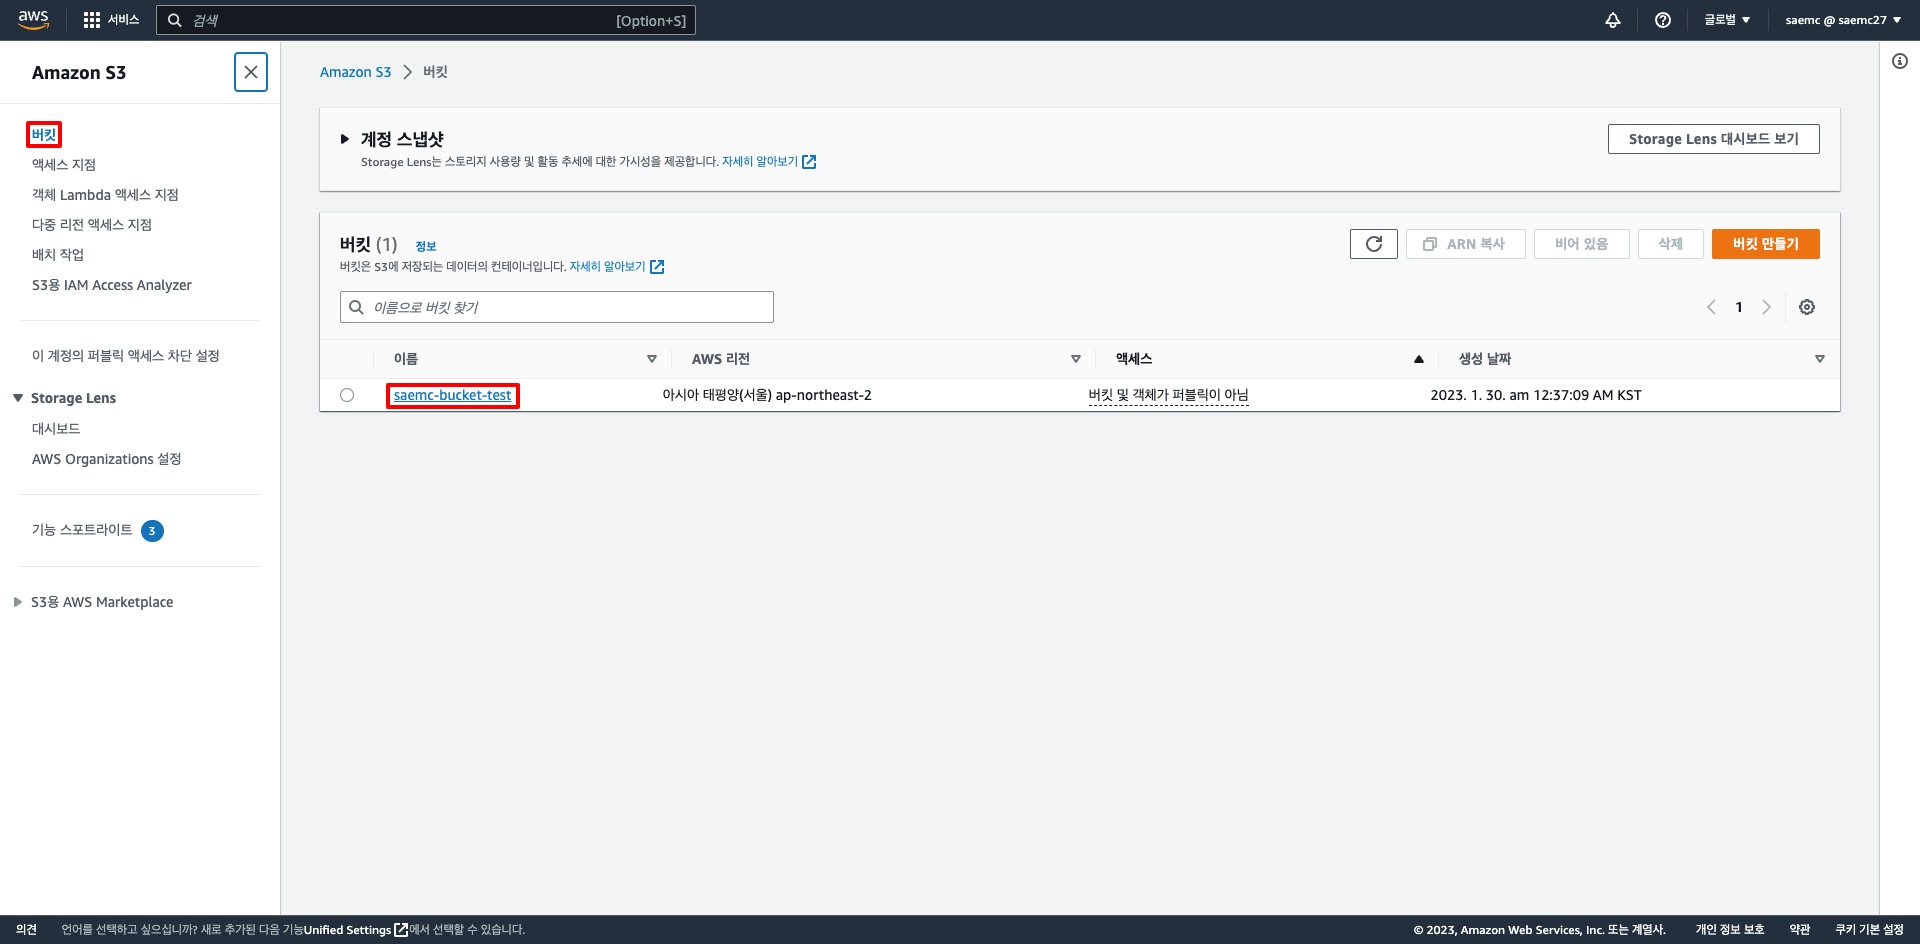 aws
서비스
검색
[Option+S]
글로벌
saemc @ saemc27
Amazon S3
버킷
액세스 지점
객체 Lambda 액세스 지점
다중 리전 액세스 지점
배치 작업
S3용 IAM Access Analyzer
이 계정의 퍼블릭 액세스 차단 설정
Storage Lens
대시보드
AWS Organizations 설정
기능 스포트라이트 3
S3용 AWS Marketplace
Amazon S3 > 버킷
계정 스냅샷
Storage Lens는 스토리지 사용량 및 활동 추세에 대한 가시성을 제공합니다. 자세히 알아보기
Storage Lens 대시보드 보기
버킷 (1) 정보
버킷은 S3에 저장되는 데이터의 컨테이너입니다. 자세히 알아보기
ARN 복사
비어 있음
삭제
버킷 만들기
이름으로 버킷 찾기
1
이름 AWS 리전 액세스 생성 날짜
saemc-bucket-test 아시아 태평양(서울) ap-northeast-2 버킷 및 객체가 퍼블릭이 아님 2023. 1. 30. am 12:37:09 AM KST
의견
언어를 선택하고 싶으십니까? 새로 추가된 다음 기능Unified Settings에서 선택할 수 있습니다.
© 2023, Amazon Web Services, Inc. 또는 계열사.
개인 정보 보호
약관
쿠키 기본 설정